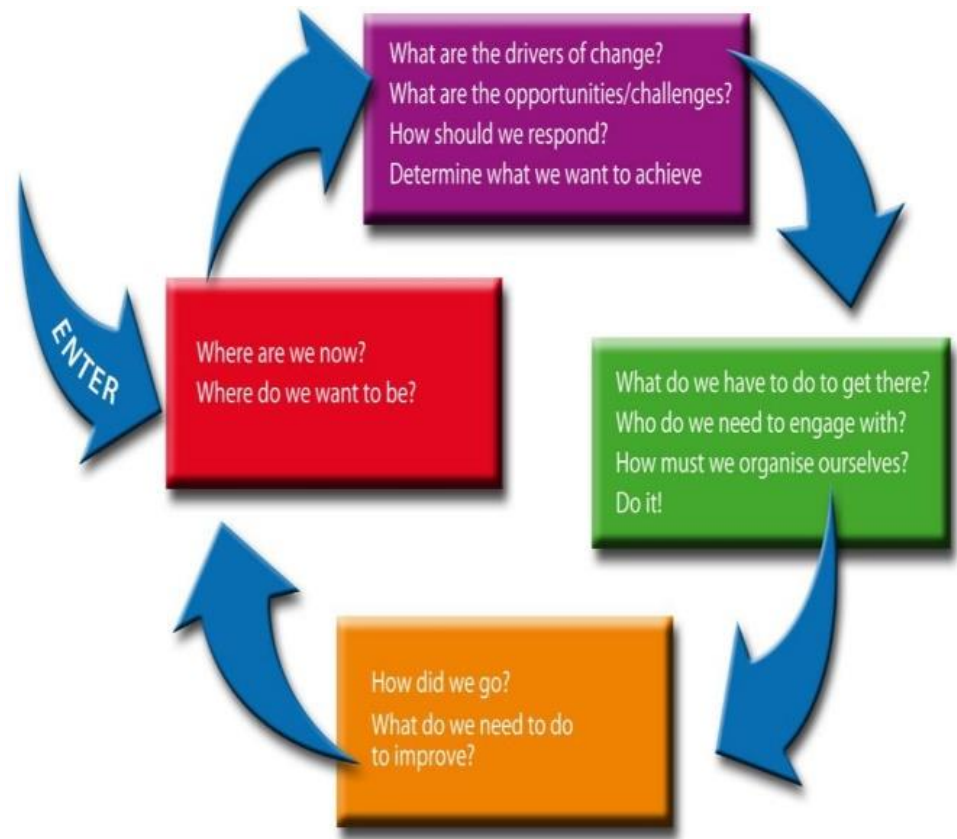 ENTER
Where are we now?
Where do we want to be?
What are the drivers of change?
What are the opportunities/challenges?
How should we respond?
Determine what we want to achieve
What do we have to do to get there?
Who do we need to engage with?
How must we organise ourselves?
Do it!
How did we go?
What do we need to do
to improve?